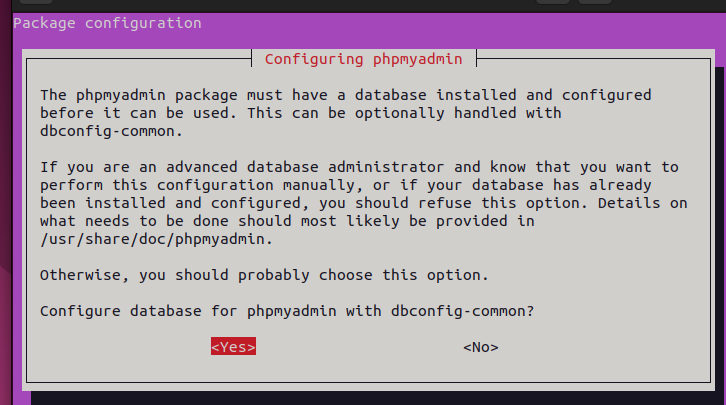 Package configuration
Configuring phpmyadmin
The phpmyadmin package must have a database installed and configured
before it can be used. This can be optionally handled with
dbconfig-common.
If you are an advanced database administrator and know that you want to
perform this configuration manually, or if your database has already
been installed and configured, you should refuse this option. Details on
what needs to be done should most likely be provided in
/usr/share/doc/phpmyadmin.
Otherwise, you should probably choose this option.
Configure database for phpmyadmin with dbconfig-common?
<Yes> <No>